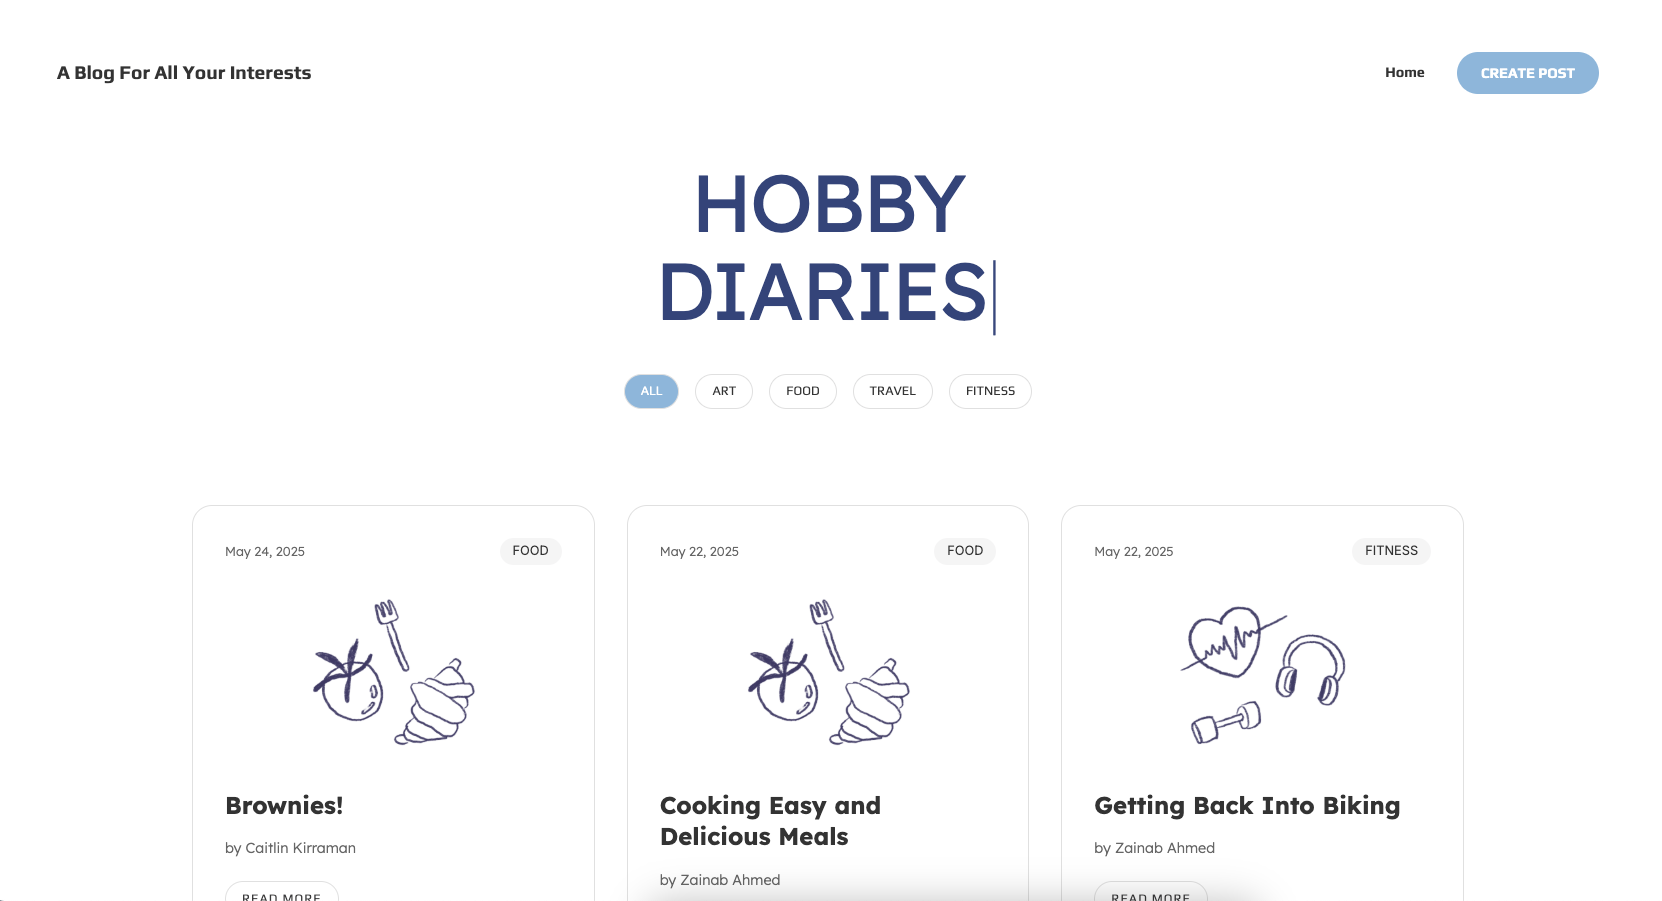 A Blog For All Your Interests
Home
CREATE POST
HOBBY
DIARIES
ALL
ART
FOOD
TRAVEL
FITNESS
May 24, 2025
FOOD
Brownies!
by Caitlin Kirraman
READ MORE
May 22, 2025
FOOD
Cooking Easy and
Delicious Meals
by Zainab Ahmed
May 22, 2025
FITNESS
Getting Back Into Biking
by Zainab Ahmed
READ MORE